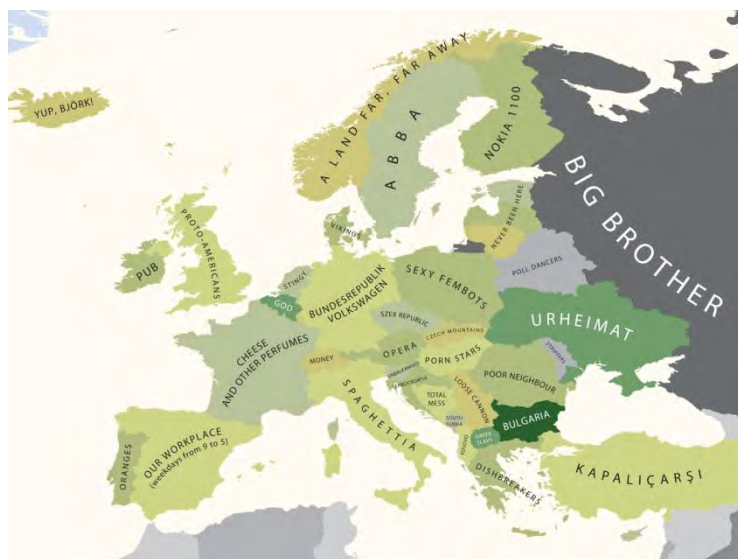 YUP, BJÖRK!
A LAND FAR, FAR AWAY
ABBA
NOKIA 1100
BIG BROTHER
NEVER BEEN HERE
PROTO-AMERICANS
PUB
VIKINGS
STINGY
GOD
BUNDESREPUBLIK
VOLKSWAGEN
SEXY FEMBOTS
POLL DANCERS
URHEIMAT
CHEESE
AND OTHER PERFUMES
SZEX REPUBLIC
CZECH MOUNTAINS
MONEY
OPERA
PORN STARS
SPAGHETTIA
TOTAL
MESS
LOOSE CANNON
POOR NEIGHBOUR
BULGARIA
KOSOVO
DISHBREAKERS
KAPALIÇARŞI
ORANGES
OUR WORKPLACE
(weekdays from 9 to 5)